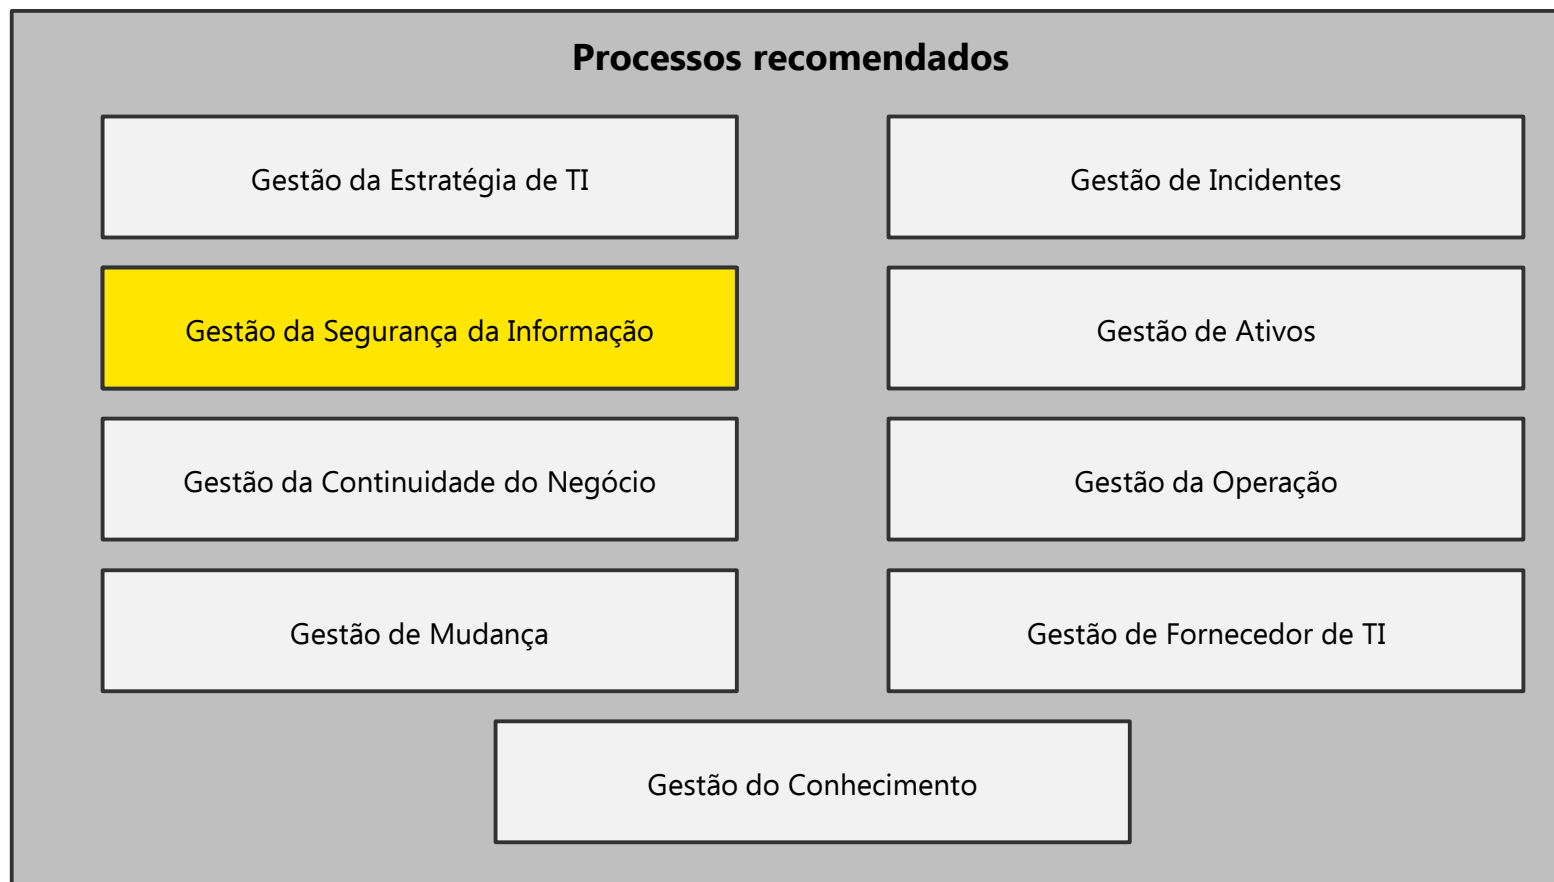 Processos recomendados
Gestão da Estratégia de TI
Gestão de Incidentes
Gestão da Segurança da Informação
Gestão de Ativos
Gestão da Continuidade do Negócio
Gestão da Operação
Gestão de Mudança
Gestão de Fornecedor de TI
Gestão do Conhecimento